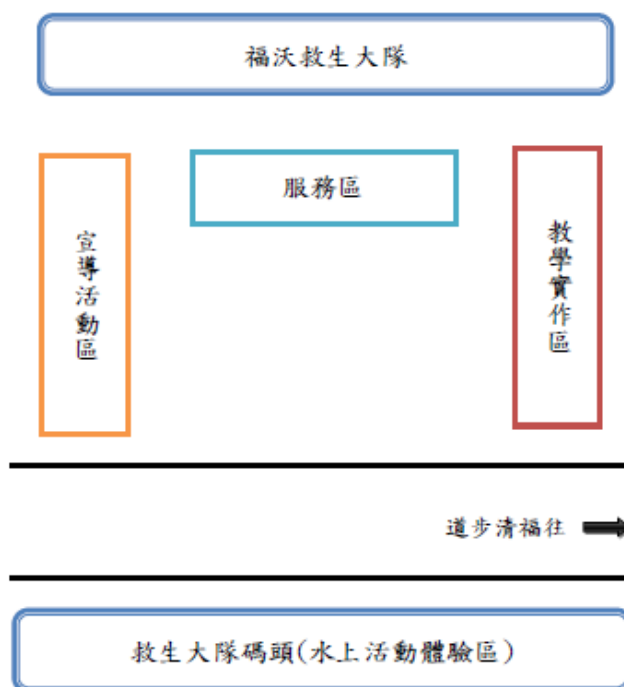 福沃救生大隊
服務區
宣導活動區
教學實作區
道步清福往
救生大隊碼頭(水上活動體驗區)